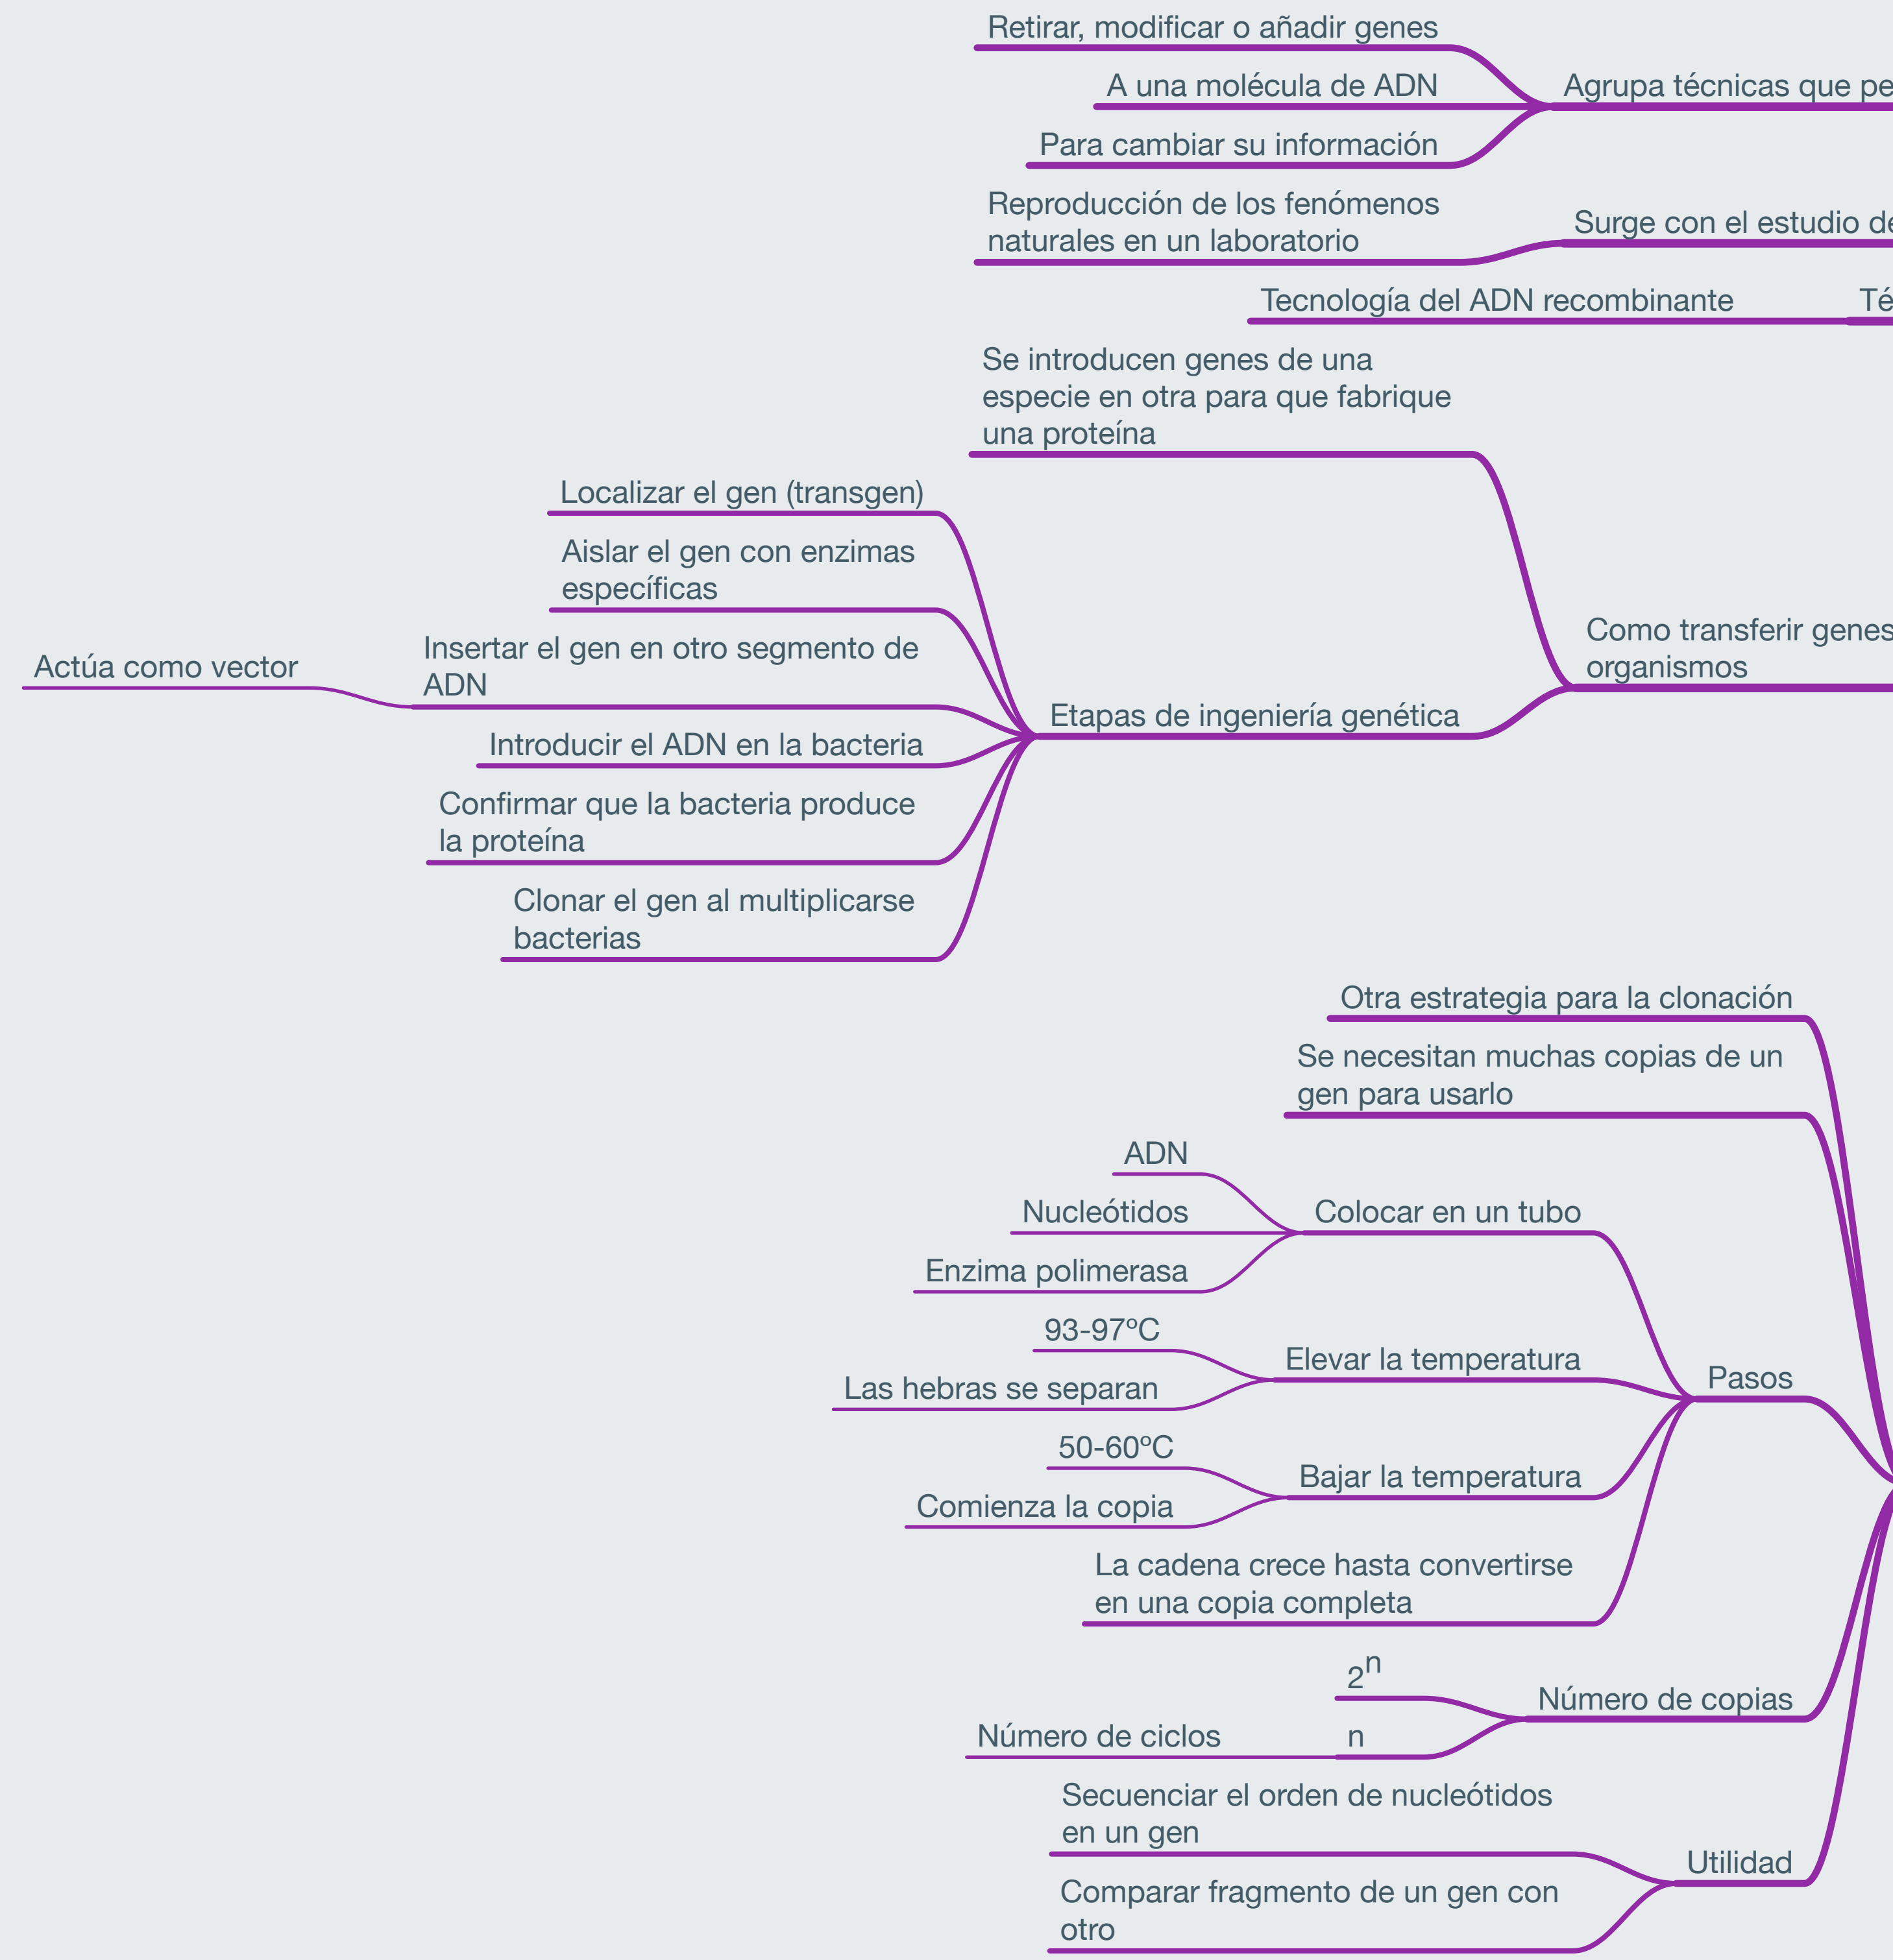 Retirar, modificar o añadir genes
A una molécula de ADN
Para cambiar su información
Agrupa técnicas que pe
Reproducción de los fenómenos
naturales en un laboratorio
Surge con el estudio de
Tecnología del ADN recombinante
Té
Se introducen genes de una
especie en otra para que fabrique
una proteína
Localizar el gen (transgen)
Aislar el gen con enzimas
específicas
Actúa como vector
Insertar el gen en otro segmento de
ADN
Introducir el ADN en la bacteria
Confirmar que la bacteria produce
la proteína
Clonar el gen al multiplicarse
bacterias
Etapas de ingeniería genética
Como transferir genes
organismos
Otra estrategia para la clonación
Se necesitan muchas copias de un
gen para usarlo
ADN
Nucleótidos
Enzima polimerasa
Colocar en un tubo
93-97ºC
Las hebras se separan
Elevar la temperatura
Pasos
50-60ºC
Comienza la copia
Bajar la temperatura
La cadena crece hasta convertirse
en una copia completa
2^n
Número de ciclos
n
Número de copias
Secuenciar el orden de nucleótidos
en un gen
Comparar fragmento de un gen con
otro
Utilidad